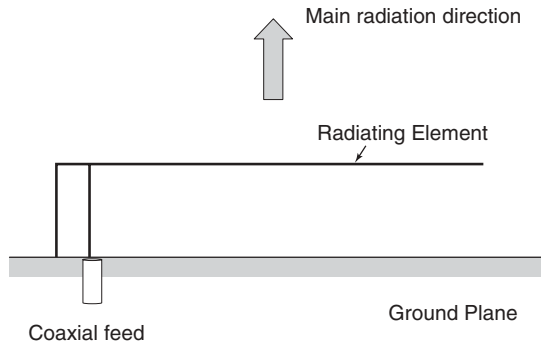 Main radiation direction
Radiating Element
Ground Plane
Coaxial feed